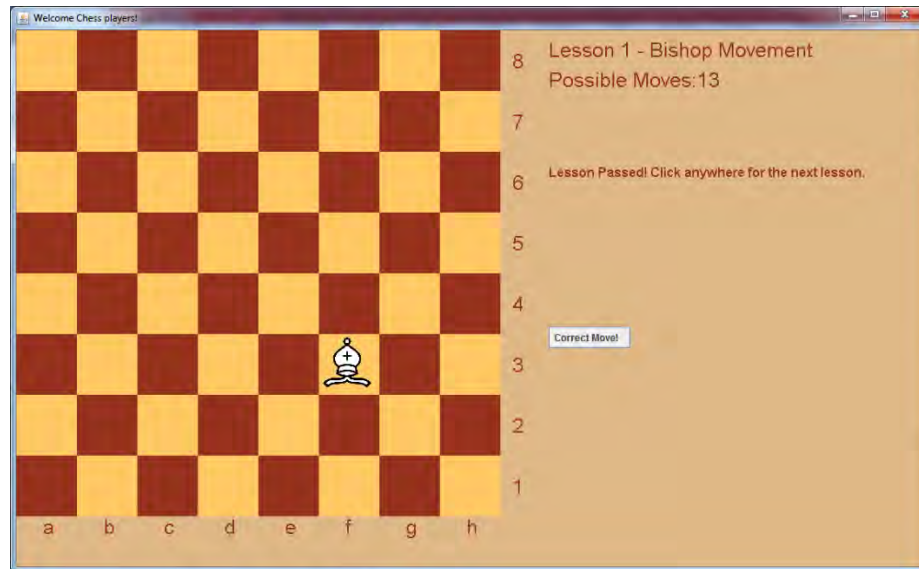 Welcome Chess players!
Lesson 1 - Bishop Movement
Possible Moves:13
Lesson Passed! Click anywhere for the next lesson.
Correct Move!
8
7
6
5
4
3
2
1
a b c d e f g h